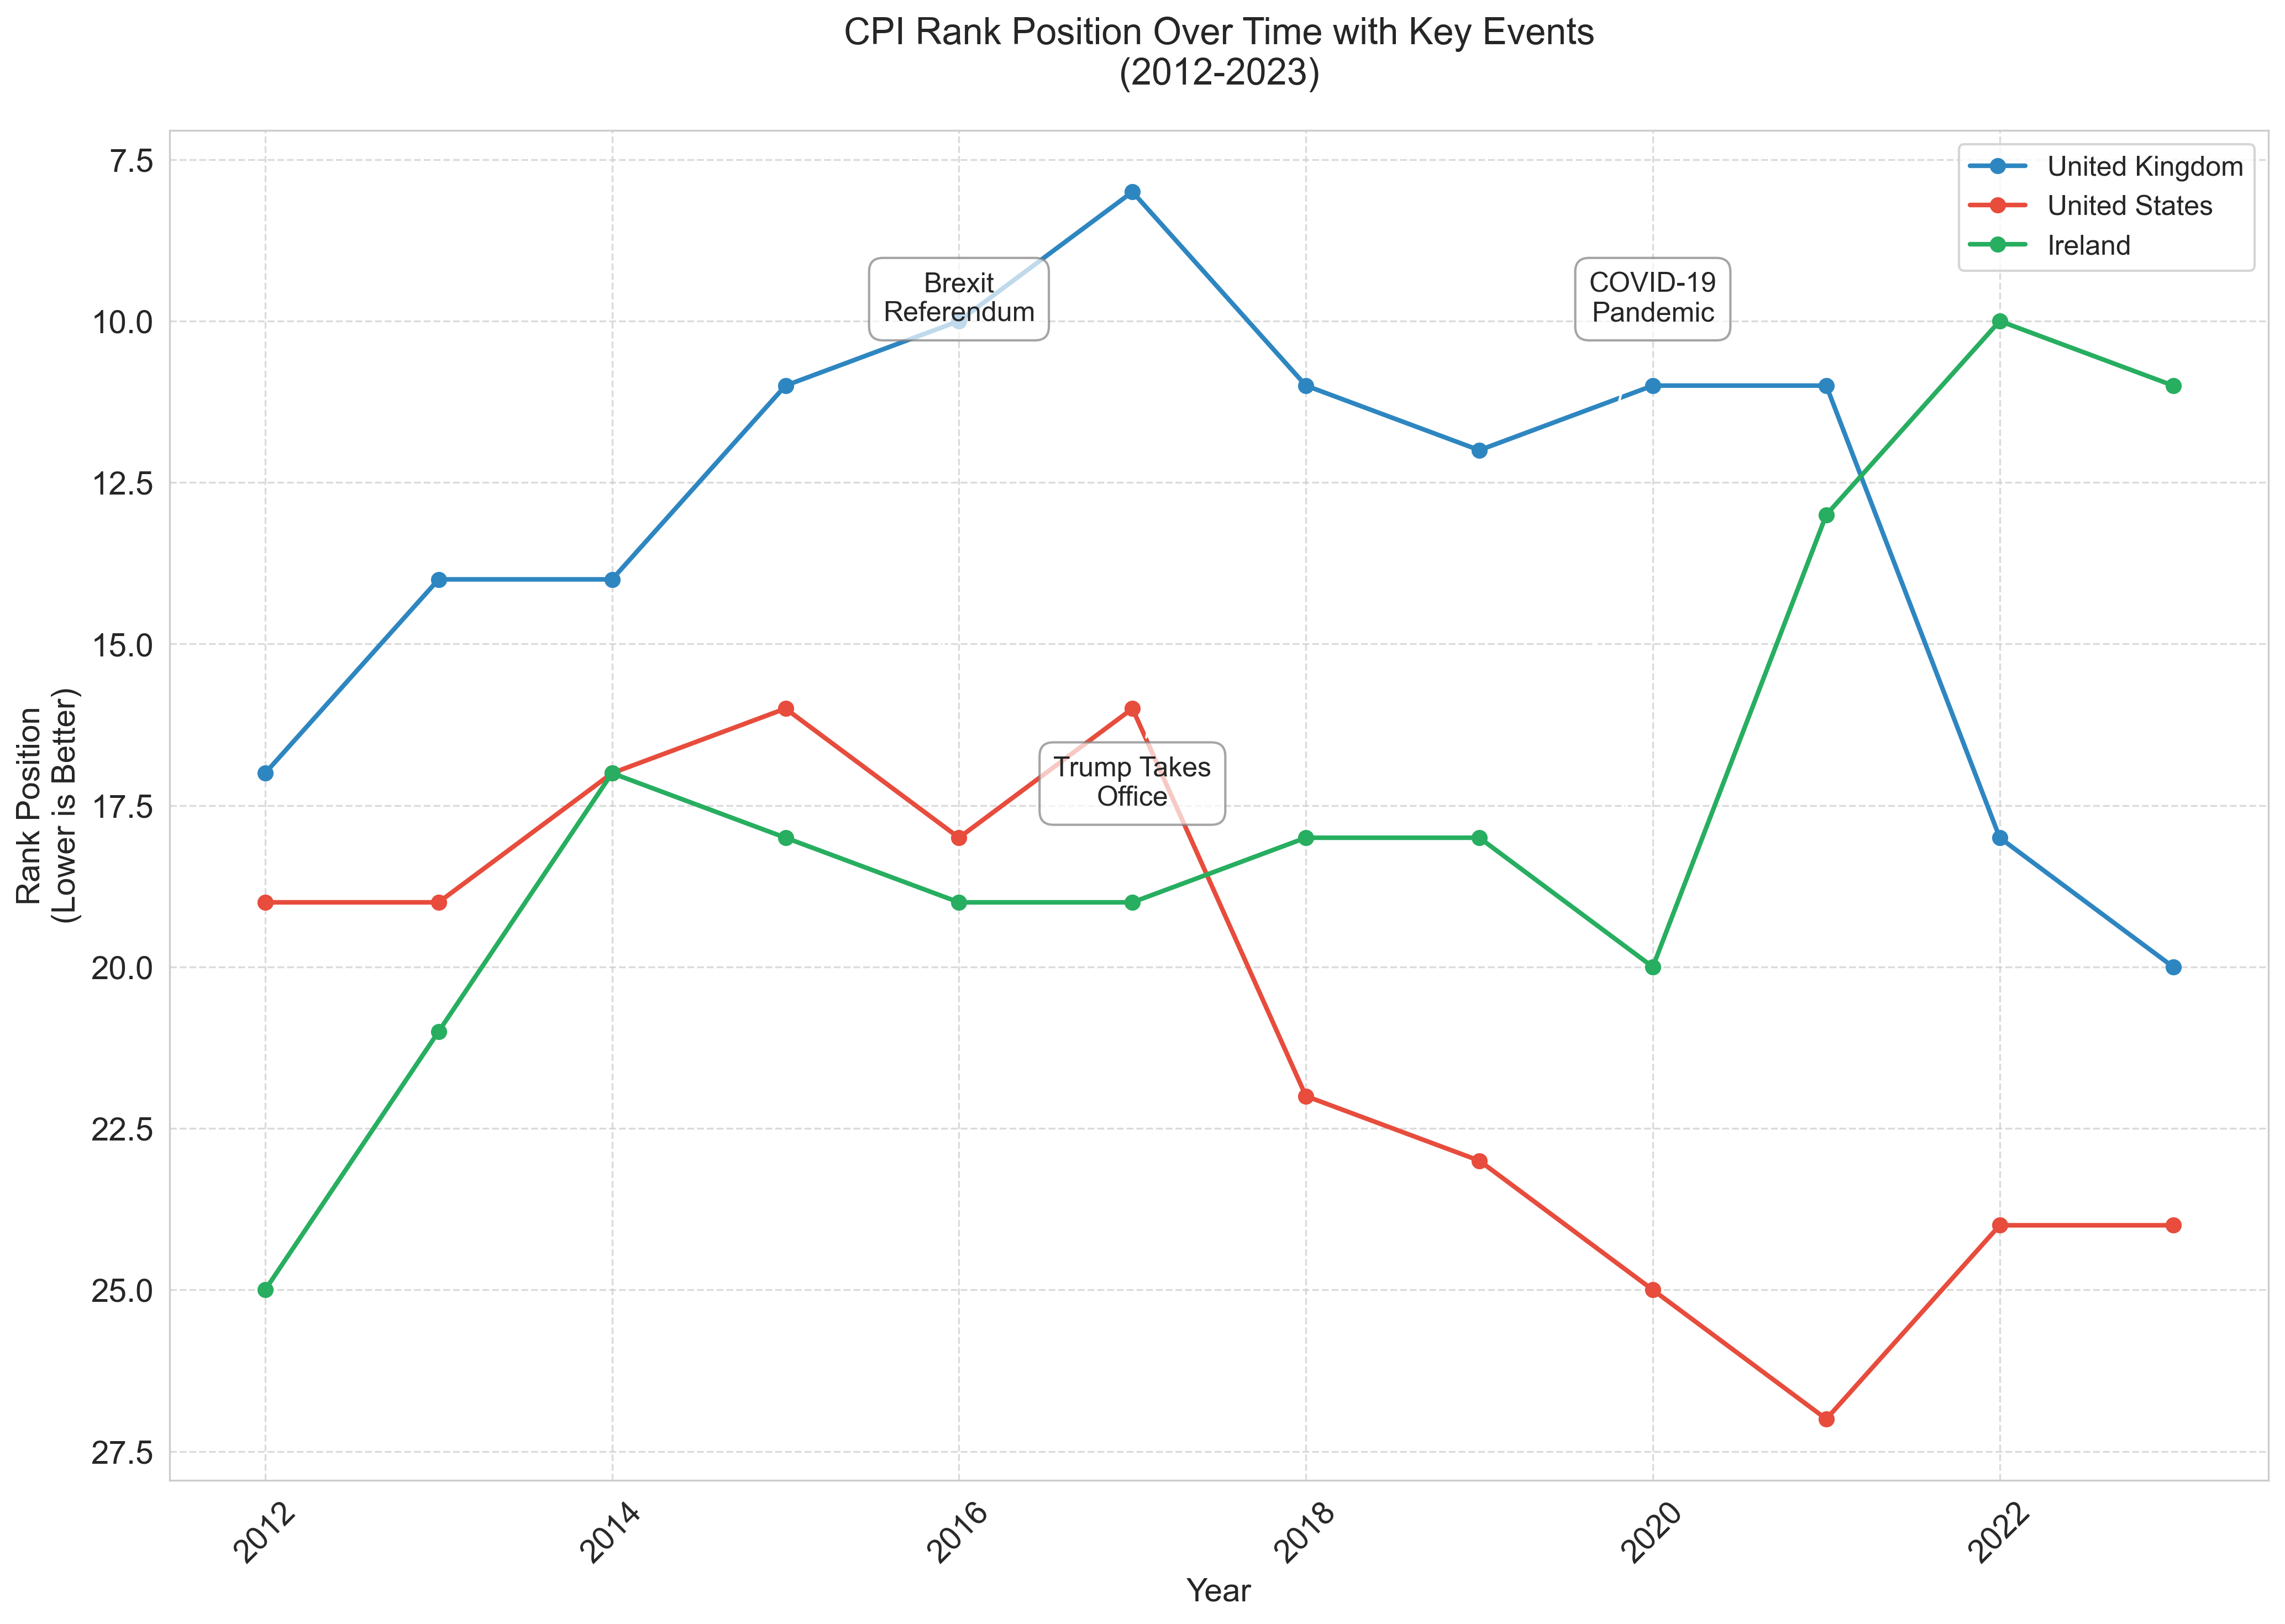 CPI Rank Position Over Time with Key Events
(2012-2023)
United Kingdom
United States
Ireland
Brexit
Referendum
COVID-19
Pandemic
Trump Takes
Office
Rank Position
(Lower is Better)
7.5
10.0
12.5
15.0
17.5
20.0
22.5
25.0
27.5
2012
2014
2016
2018
2020
2022
Year